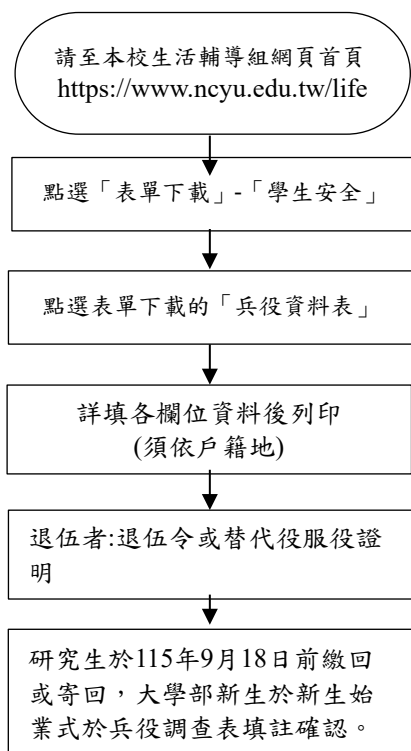 請至本校生活輔導組網頁首頁
https://www.ncyu.edu.tw/life
點選「表單下載」-「學生安全」
點選表單下載的「兵役資料表」
詳填各欄位資料後列印
(須依戶籍地)
退伍者:退伍令或替代役服役證
明
研究生於115年9月18日前繳回
或寄回，大學部新生於新生始
業式於兵役調查表填註確認。